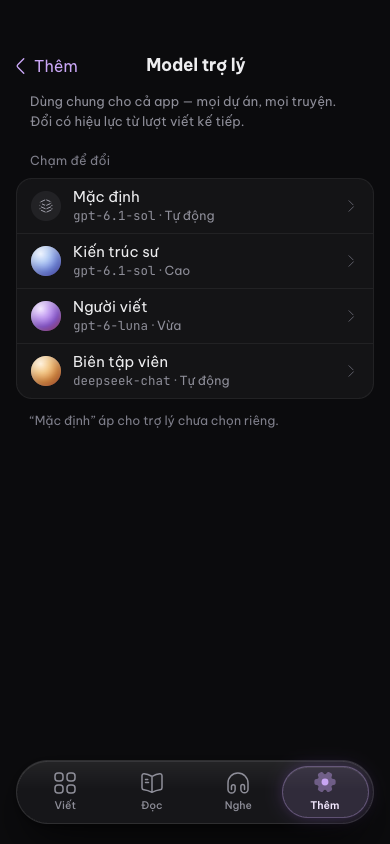 Thêm
Model trợ lý
Dùng chung cho cả app — mọi dự án, mọi truyện.
Đổi có hiệu lực từ lượt viết kế tiếp.
Chạm để đổi
Mặc định
gpt-6.1-sol · Tự động
Kiến trúc sư
gpt-6.1-sol · Cao
Người viết
gpt-6-luna · Vừa
Biên tập viên
deepseek-chat · Tự động
“Mặc định” áp cho trợ lý chưa chọn riêng.
Viết
Đọc
Nghe
Thêm